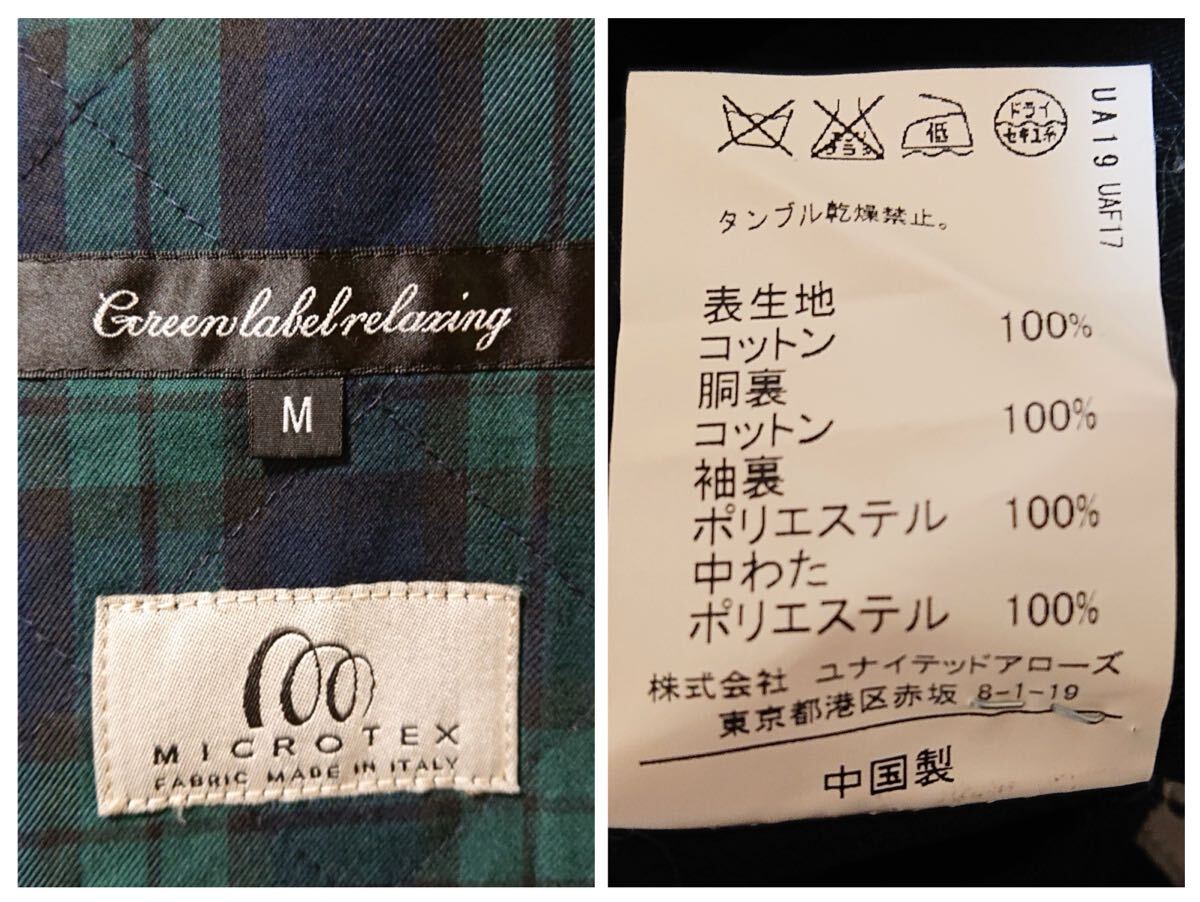 Green label relaxing
M
MICROTEX
FABRIC MADE IN ITALY
低
ドライ
セキユ系
UA19 UAF17
タンブル乾燥禁止。
表生地
コットン 100%
胴裏
コットン 100%
袖裏
ポリエステル 100%
中わた
ポリエステル 100%
株式会社 ユナイテッドアローズ
東京都港区赤坂 8-1-19
中国製